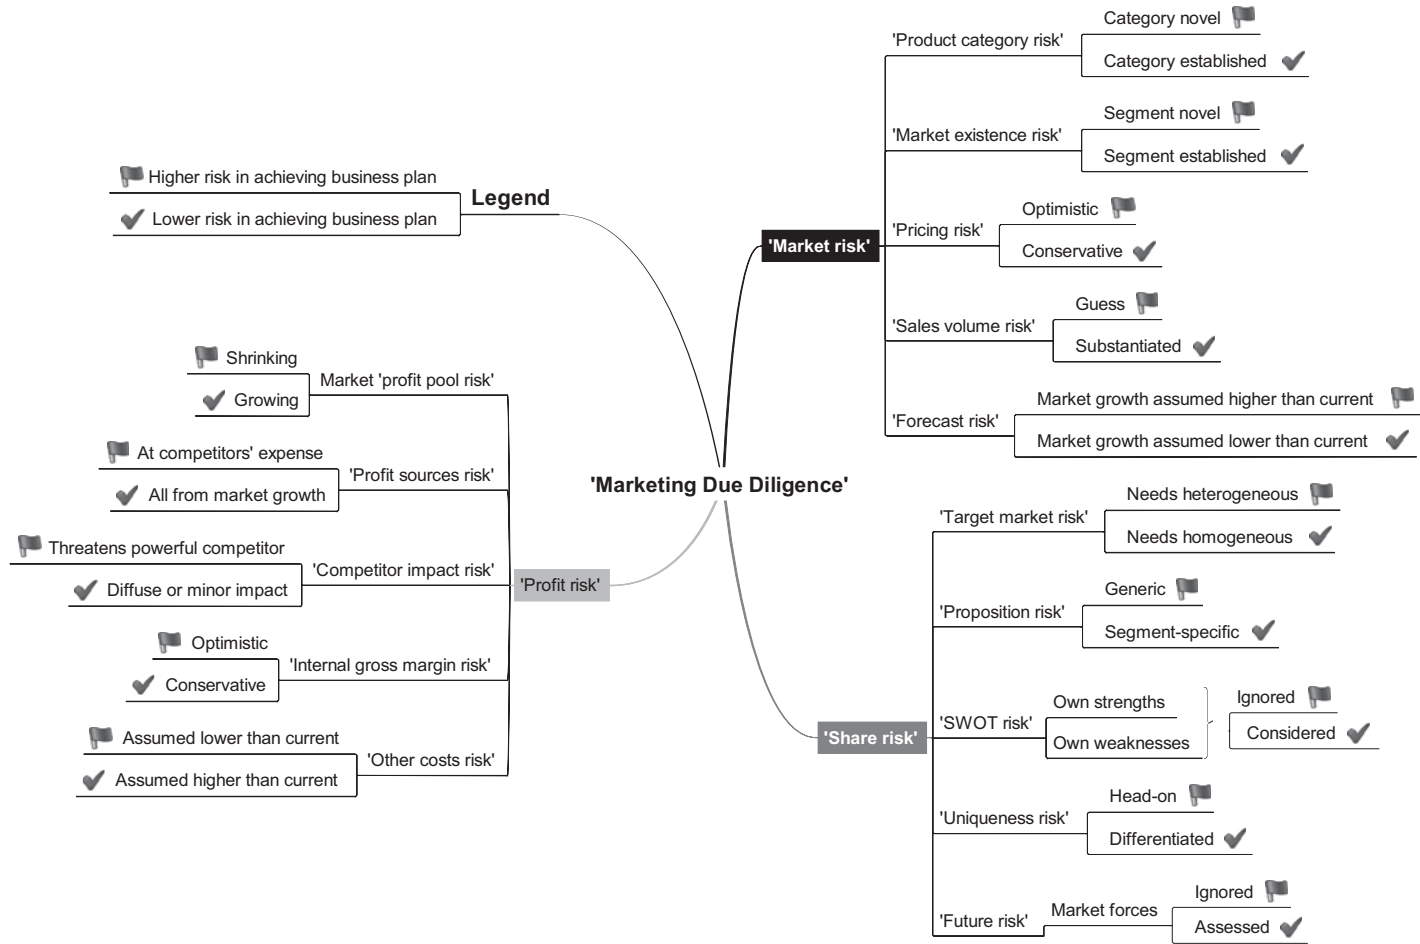 Legend
Higher risk in achieving business plan
Lower risk in achieving business plan
'Marketing Due Diligence'
'Market risk'
'Product category risk'
Category novel
Category established
'Market existence risk'
Segment novel
Segment established
'Pricing risk'
Optimistic
Conservative
'Sales volume risk'
Guess
Substantiated
'Forecast risk'
Market growth assumed higher than current
Market growth assumed lower than current
'Share risk'
'Target market risk'
Needs heterogeneous
Needs homogeneous
'Proposition risk'
Generic
Segment-specific
'SWOT risk'
Own strengths
Own weaknesses
Ignored
Considered
'Uniqueness risk'
Head-on
Differentiated
'Future risk'
Market forces
Ignored
Assessed
'Profit risk'
Market 'profit pool risk'
Shrinking
Growing
'Profit sources risk'
At competitors' expense
All from market growth
'Competitor impact risk'
Threatens powerful competitor
Diffuse or minor impact
'Internal gross margin risk'
Optimistic
Conservative
'Other costs risk'
Assumed lower than current
Assumed higher than current